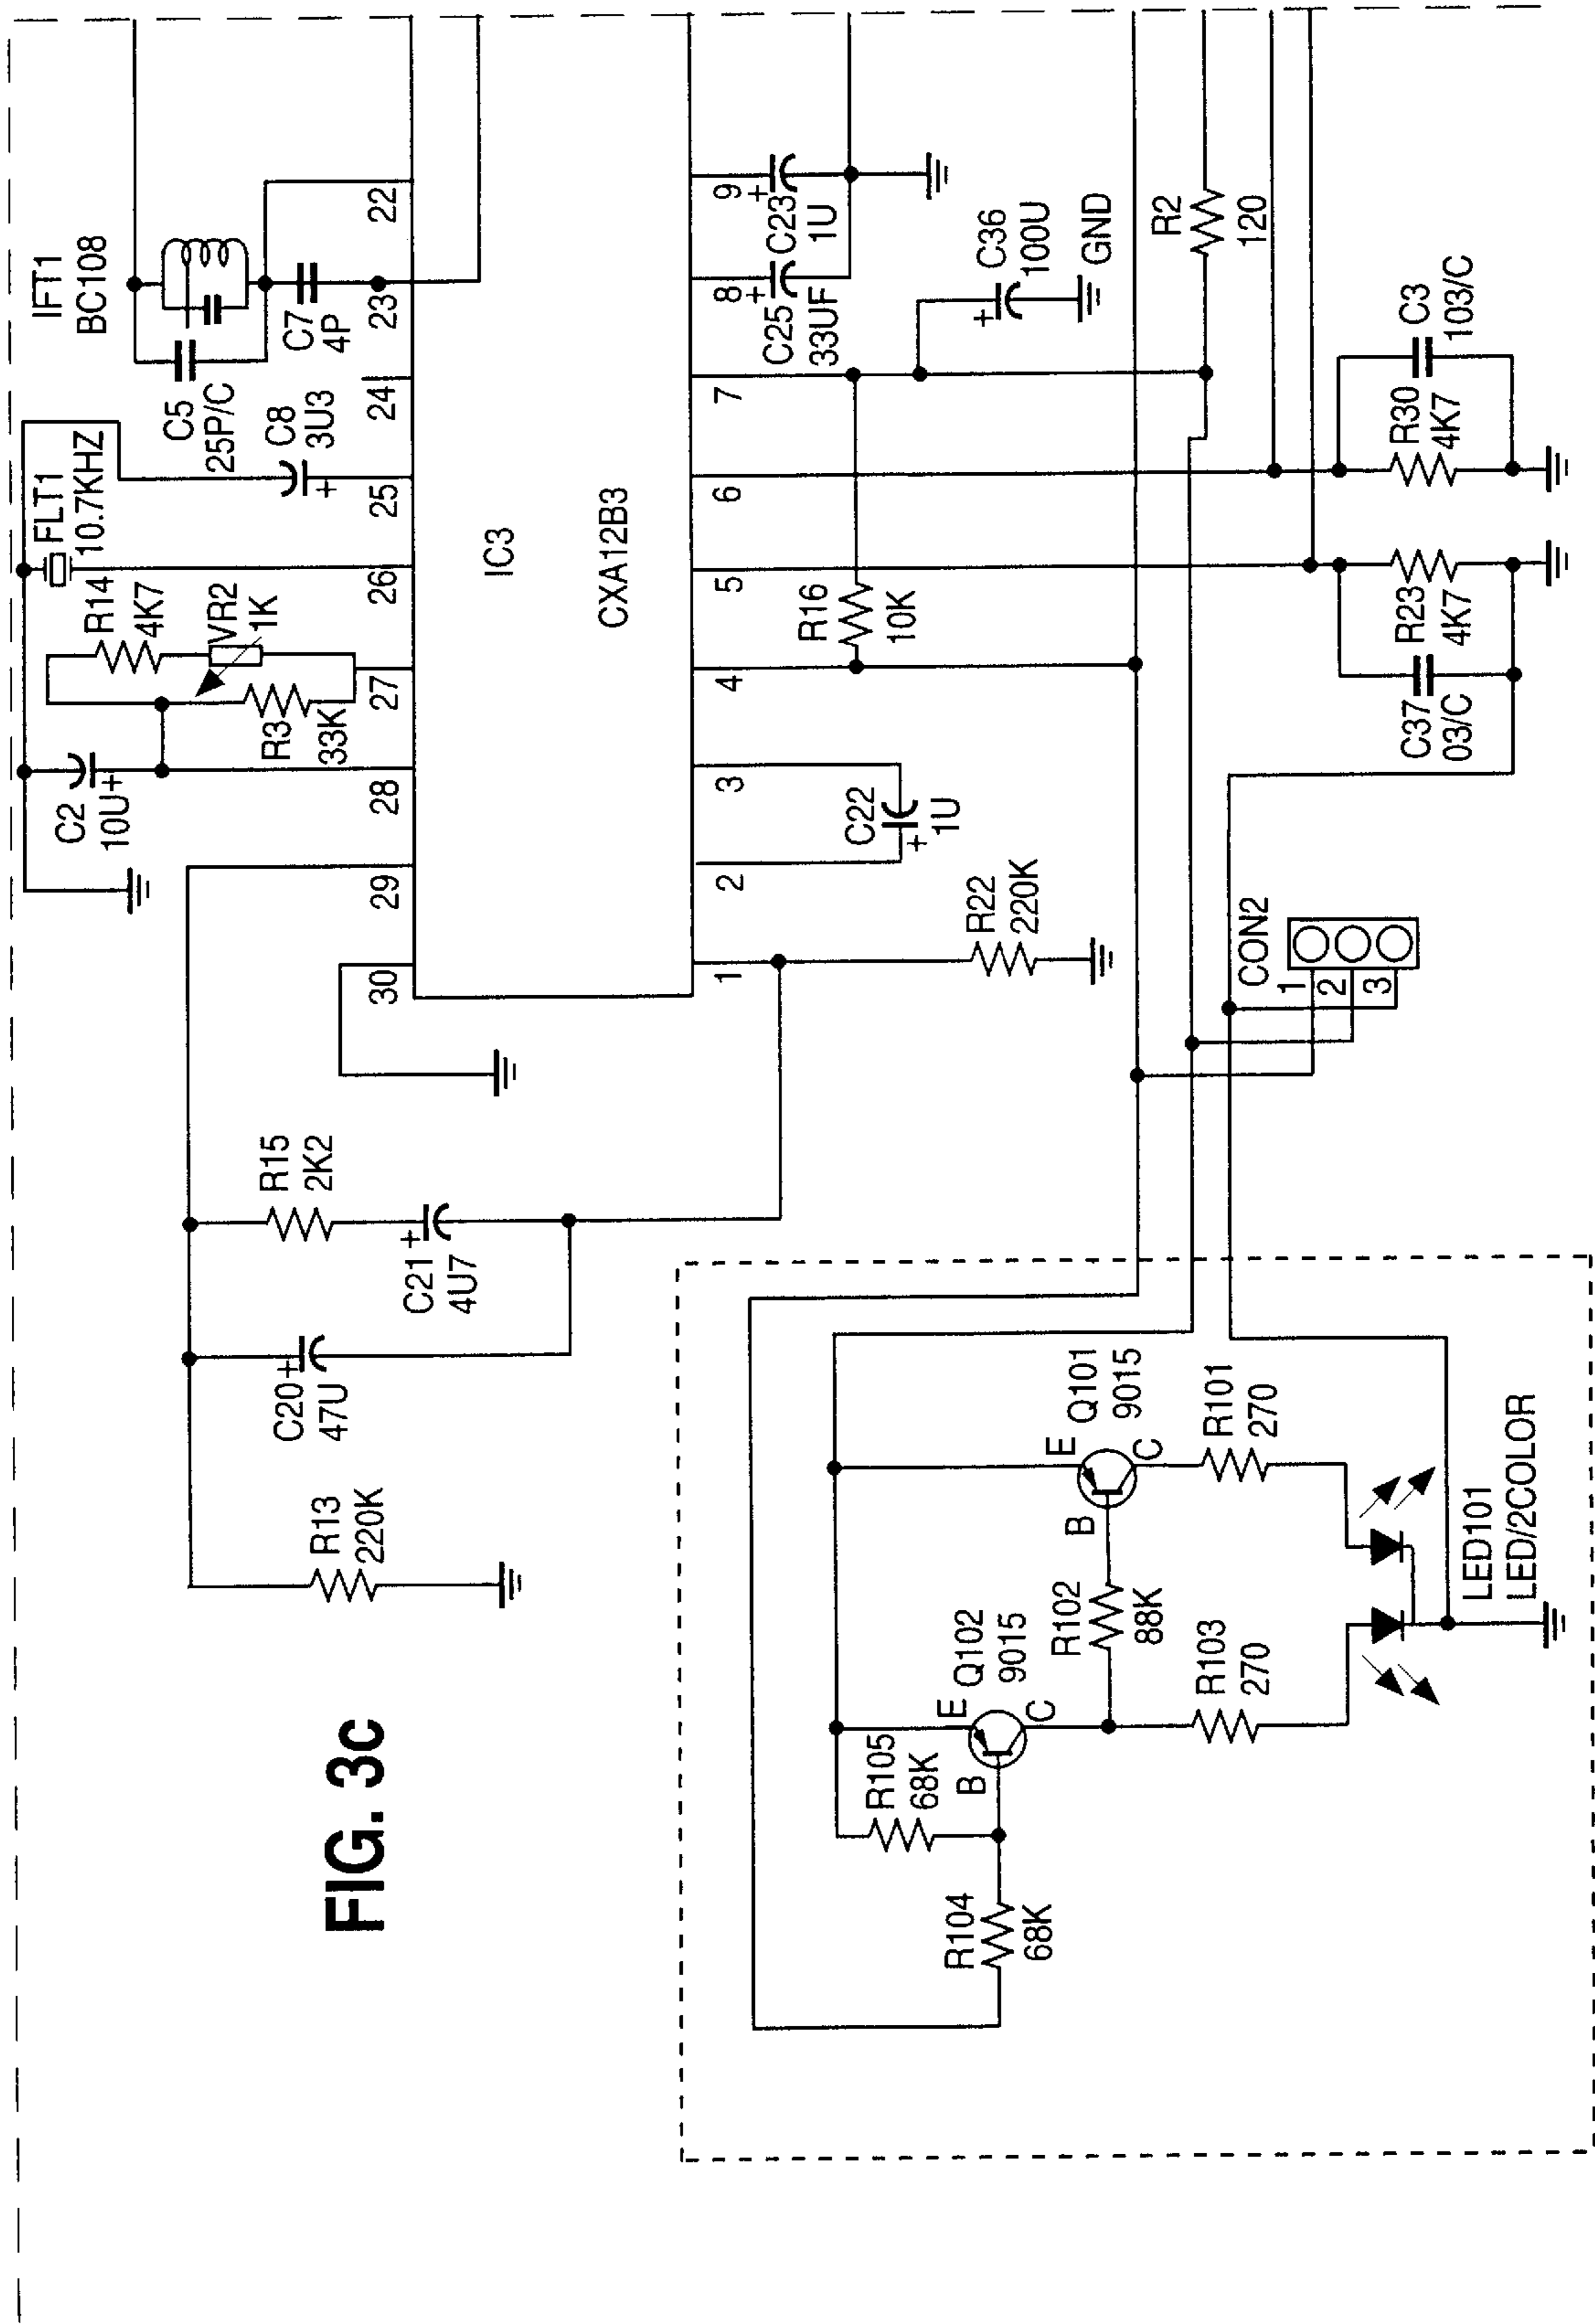 IFT1
BC108
C5
25P/C
C7
4P
22
23
24
C8
3U3
25
FLT1
10.7KHZ
26
R14
4K7
VR2
1K
R3
33K
27
C2
10U+
28
29
30
IC3
CXA12B3
9
+
C23
1U
8
+
C25
33UF
7
6
5
4
3
2
1
C36
100U
+
GND
R2
120
R16
10K
C22
1U
+
R22
220K
C3
103/C
R30
4K7
R23
4K7
C37
03/C
CON2
1
2
3
R15
2K2
C21
4U7
+
C20+
47U
R13
220K
+
Q101
9015
E
B
C
R101
270
R102
88K
Q102
9015
E
B
C
R103
270
R105
68K
R104
68K
LED101
LED/2COLOR
FIG. 3c